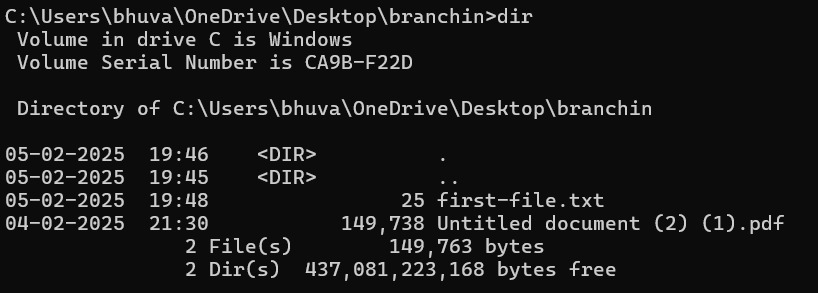 C:\Users\bhuva\OneDrive\Desktop\branchin>dir
 Volume in drive C is Windows
 Volume Serial Number is CA9B-F22D

 Directory of C:\Users\bhuva\OneDrive\Desktop\branchin

05-02-2025  19:46    <DIR>          .
05-02-2025  19:45    <DIR>          ..
05-02-2025  19:48                25 first-file.txt
04-02-2025  21:30           149,738 Untitled document (2) (1).pdf
               2 File(s)        149,763 bytes
               2 Dir(s)  437,081,223,168 bytes free